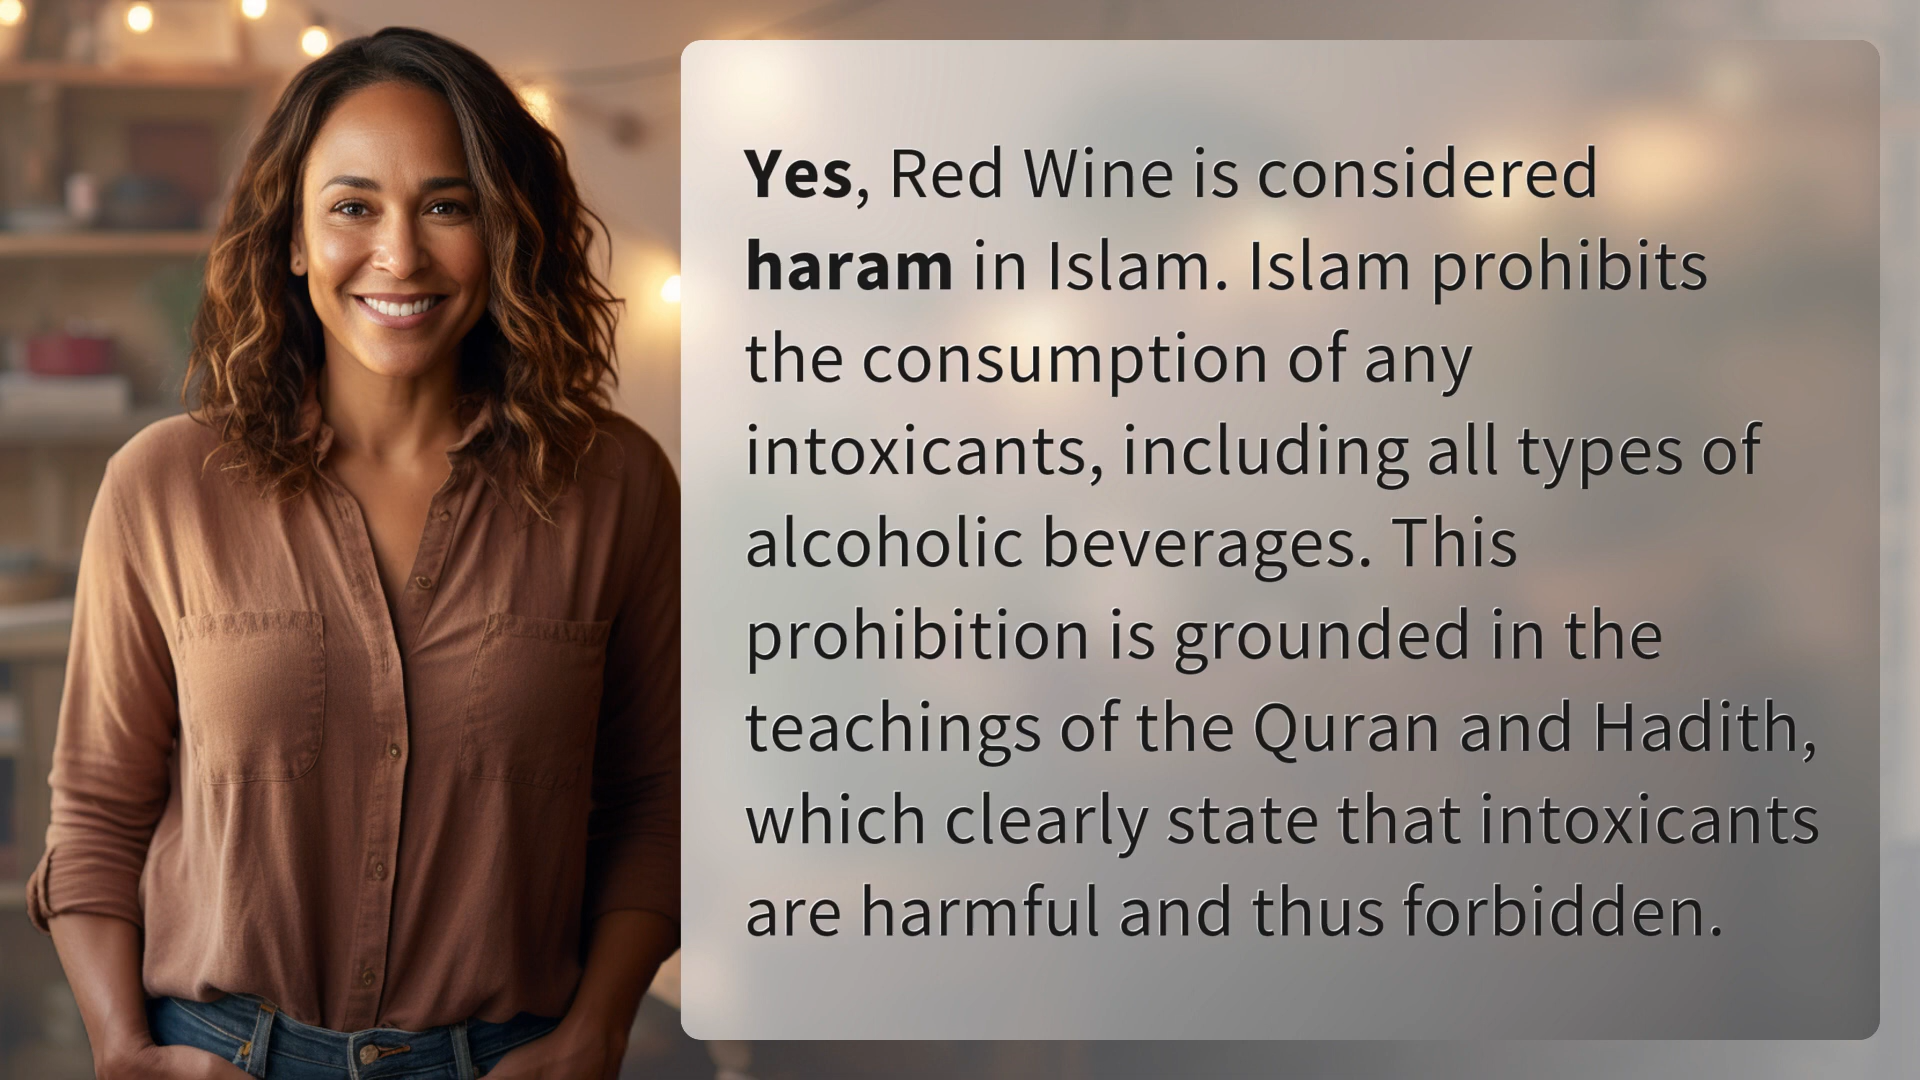 Yes, Red Wine is considered
haram in Islam. Islam prohibits
the consumption of any
intoxicants, including all types of
alcoholic beverages. This
prohibition is grounded in the
teachings of the Quran and Hadith,
which clearly state that intoxicants
are harmful and thus forbidden.